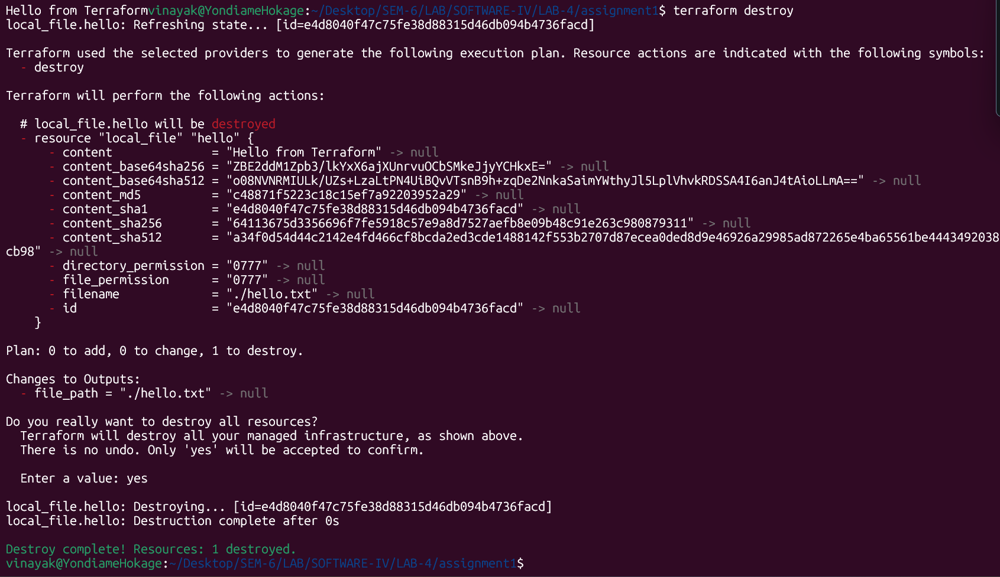 Hello from Terraformvinayak@YondiameHokage:~/Desktop/SEM-6/LAB/SOFTWARE-IV/LAB-4/assignment1$ terraform destroy
local_file.hello: Refreshing state... [id=e4d8040f47c75fe38d88315d46db094b4736facd]
Terraform used the selected providers to generate the following execution plan. Resource actions are indicated with the following symbols:
  - destroy
Terraform will perform the following actions:
  # local_file.hello will be destroyed
  - resource "local_file" "hello" {
      - content              = "Hello from Terraform" -> null
      - content_base64sha256 = "ZBE2ddM1Zpb3/lkYxX6ajXUnrvuOCbSMkeJjyYCHkxE=" -> null
      - content_base64sha512 = "o08NVNRMIULk/UZs+LzaLtPN4UiBQvVTsnB9h+zqDe2NnkaSaimYWthyJl5LplVhvkRDSSA4I6anJ4tAioLLmA==" -> null
      - content_md5          = "c48871f5223c18c15ef7a92203952a29" -> null
      - content_sha1         = "e4d8040f47c75fe38d88315d46db094b4736facd" -> null
      - content_sha256       = "64113675d3356696f7fe5918c57e9a8d7527aefb8e09b48c91e263c980879311" -> null
      - content_sha512       = "a34f0d54d44c2142e4fd466cf8bcda2ed3cde1488142f553b2707d87ecea0ded8d9e46926a29985ad872265e4ba65561be4443492038
cb98" -> null
      - directory_permission = "0777" -> null
      - file_permission      = "0777" -> null
      - filename             = "./hello.txt" -> null
      - id                   = "e4d8040f47c75fe38d88315d46db094b4736facd" -> null
    }
Plan: 0 to add, 0 to change, 1 to destroy.
Changes to Outputs:
  - file_path = "./hello.txt" -> null
Do you really want to destroy all resources?
  Terraform will destroy all your managed infrastructure, as shown above.
  There is no undo. Only 'yes' will be accepted to confirm.
  Enter a value: yes
local_file.hello: Destroying... [id=e4d8040f47c75fe38d88315d46db094b4736facd]
local_file.hello: Destruction complete after 0s
Destroy complete! Resources: 1 destroyed.
vinayak@YondiameHokage:~/Desktop/SEM-6/LAB/SOFTWARE-IV/LAB-4/assignment1$